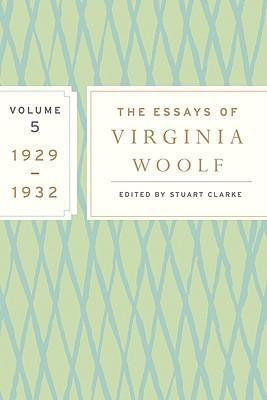 VOLUME
5
1929
–
1932
THE ESSAYS OF
VIRGINIA
WOOLF
EDITED BY STUART CLARKE